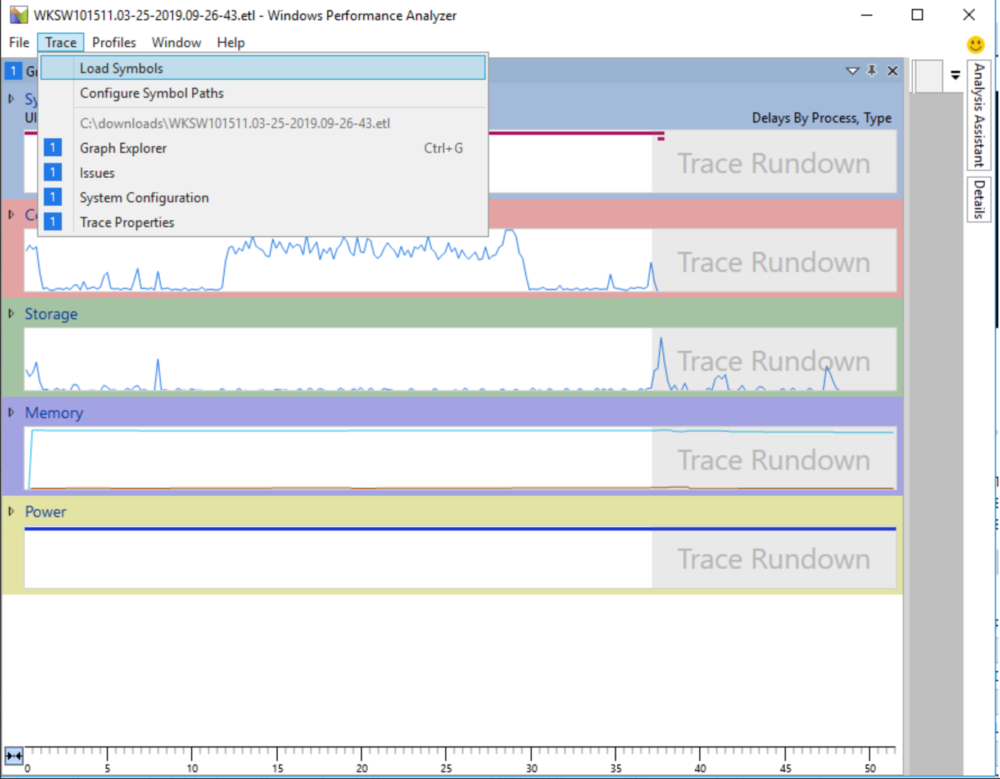 WKSW101511.03-25-2019.09-26-43.etl - Windows Performance Analyzer
File Trace Profiles Window Help
1
Load Symbols
Configure Symbol Paths
C:\downloads\WKSW101511.03-25-2019.09-26-43.etl
1 Graph Explorer Ctrl+G
1 Issues
1 System Configuration
1 Trace Properties
Delays By Process, Type
Trace Rundown
Trace Rundown
Storage
Trace Rundown
Memory
Trace Rundown
Power
Trace Rundown
0 5 10 15 20 25 30 35 40 45 50
Analysis Assistant
Details